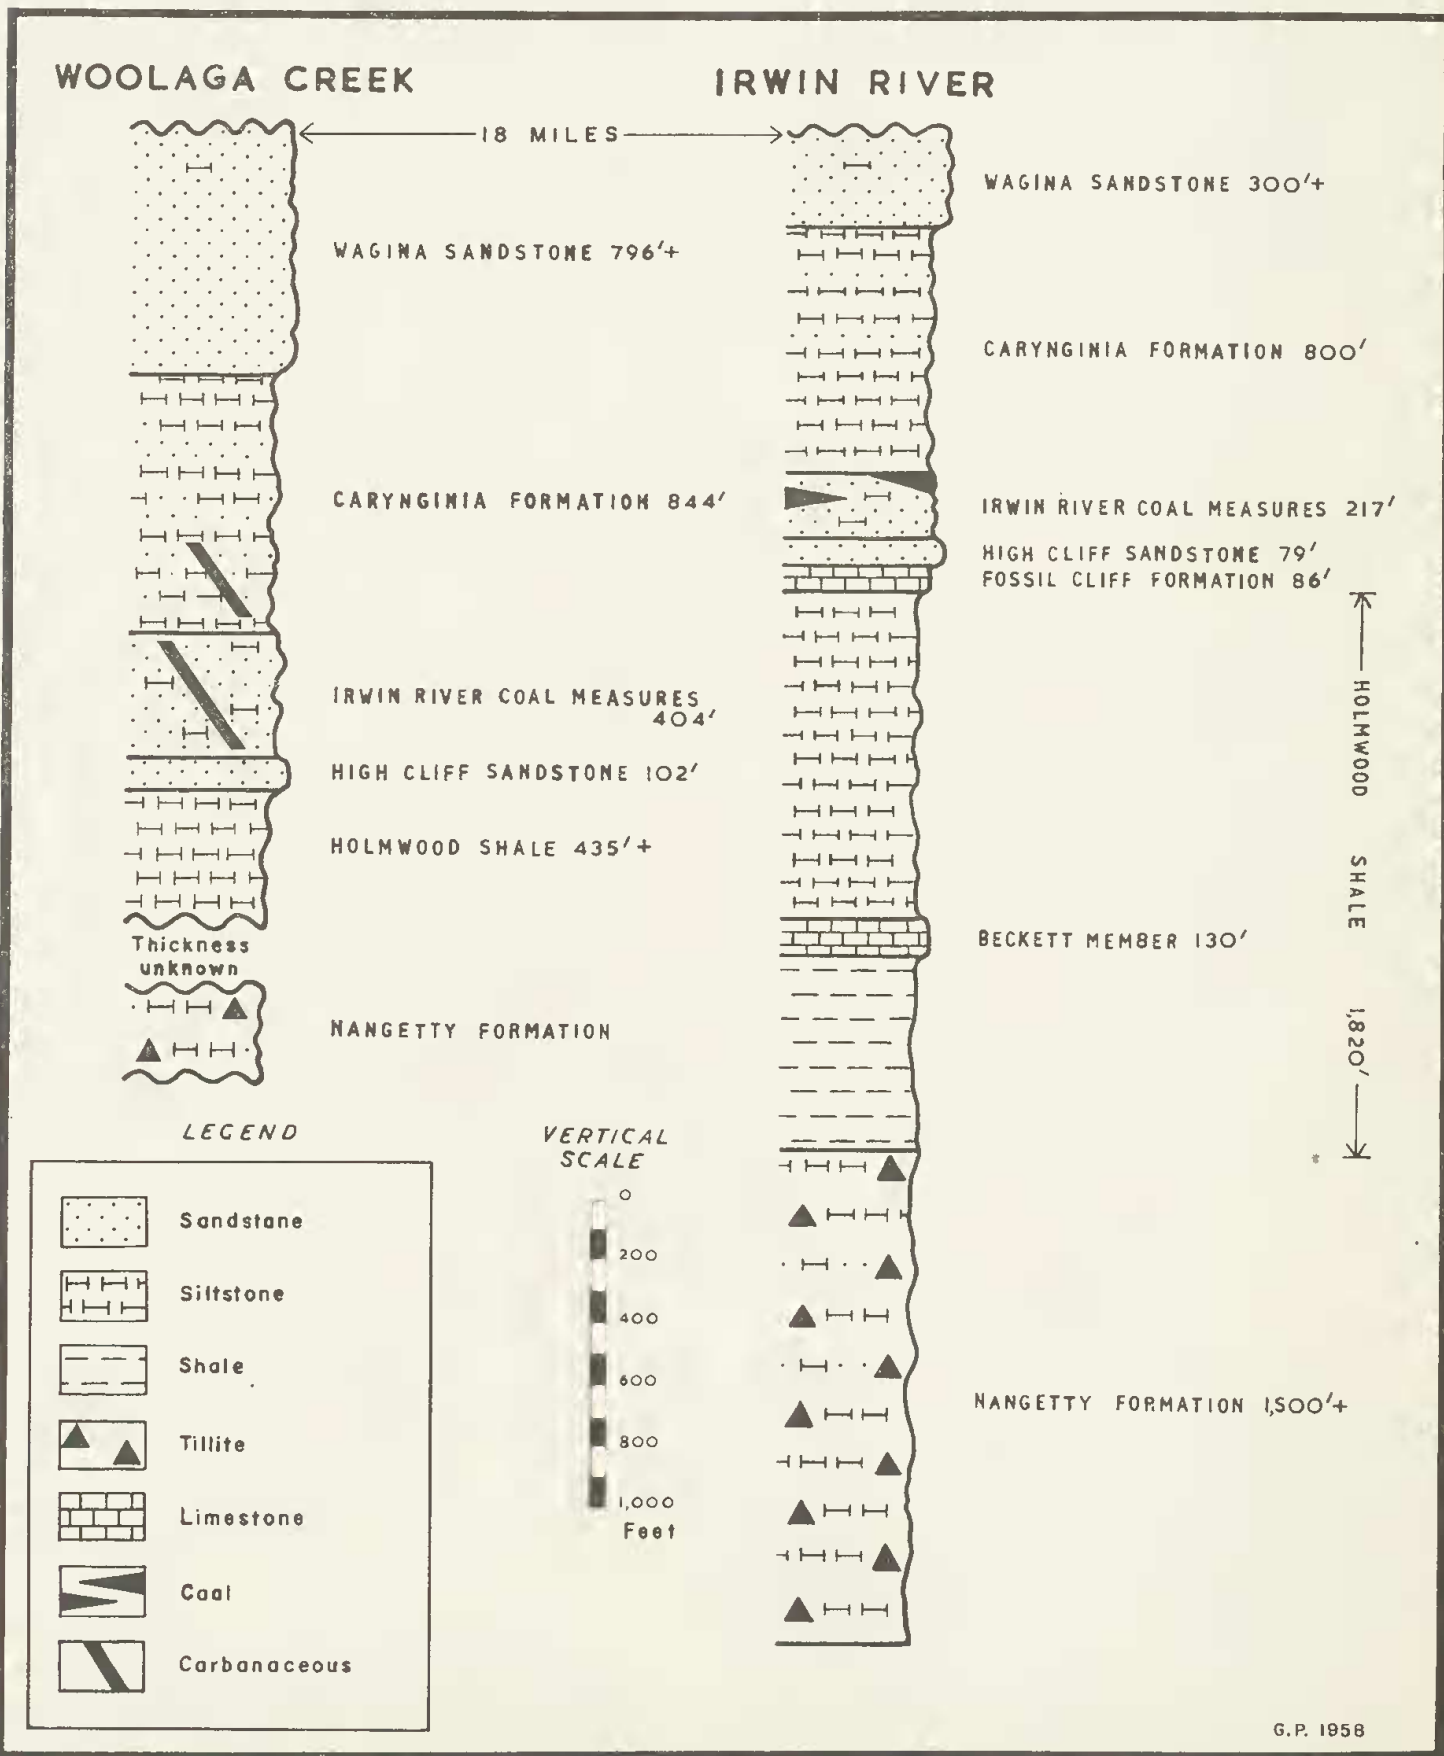 WOOLAGA CREEK
IRWIN RIVER
18 MILES
WAGINA SANDSTONE 796'+
CARYNGINIA FORMATION 844'
IRWIN RIVER COAL MEASURES
404'
HIGH CLIFF SANDSTONE 102'
HOLMWOOD SHALE 435'+
Thickness
unknown
NANGETTY FORMATION
WAGINA SANDSTONE 300'+
CARYNGINIA FORMATION 800'
IRWIN RIVER COAL MEASURES 217'
HIGH CLIFF SANDSTONE 79'
FOSSIL CLIFF FORMATION 86'
HOLMWOOD SHALE 1,820'
BECKETT MEMBER 130'
NANGETTY FORMATION 1,500'+
LEGEND
Sandstane
Siltstone
Shale
Tillite
Limestone
Caal
Carbanaceous
VERTICAL
SCALE
0
200
400
600
800
1,000
Feet
G.P. 1958